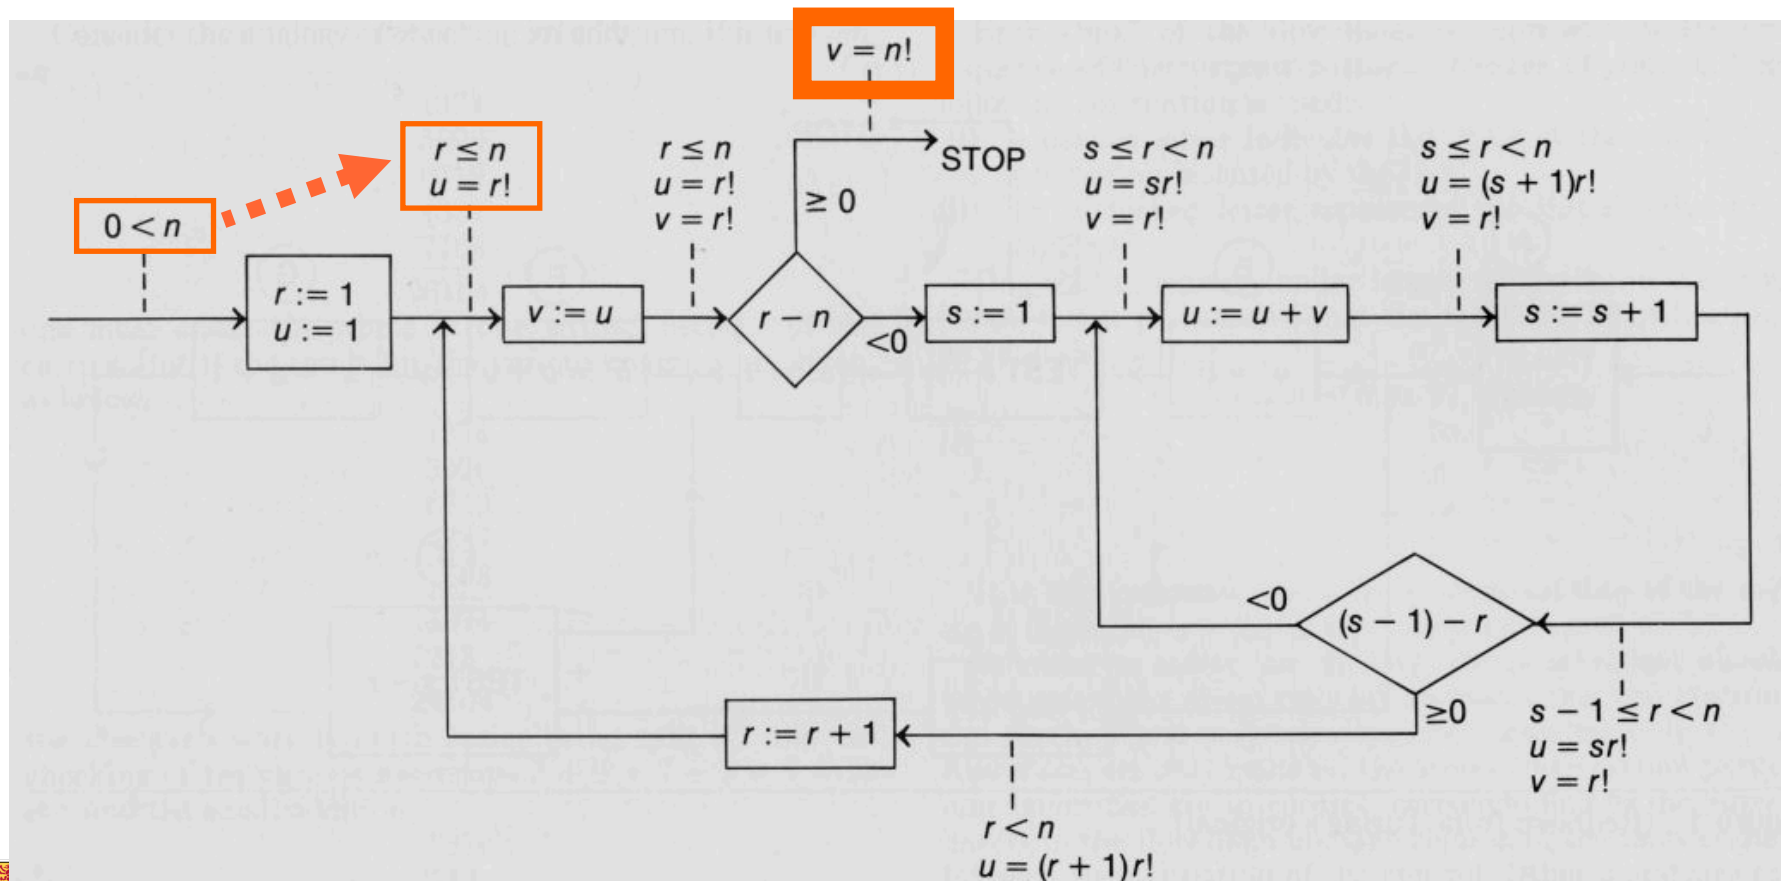 v = n!
r ≤ n
u = r!
0 < n
r := 1
u := 1
v := u
r ≤ n
u = r!
v = r!
r − n
≥ 0
STOP
<0
s := 1
s ≤ r < n
u = sr!
v = r!
u := u + v
s ≤ r < n
u = (s + 1)r!
v = r!
s := s + 1
(s − 1) − r
<0
≥0
s − 1 ≤ r < n
u = sr!
v = r!
r := r + 1
r < n
u = (r + 1)r!